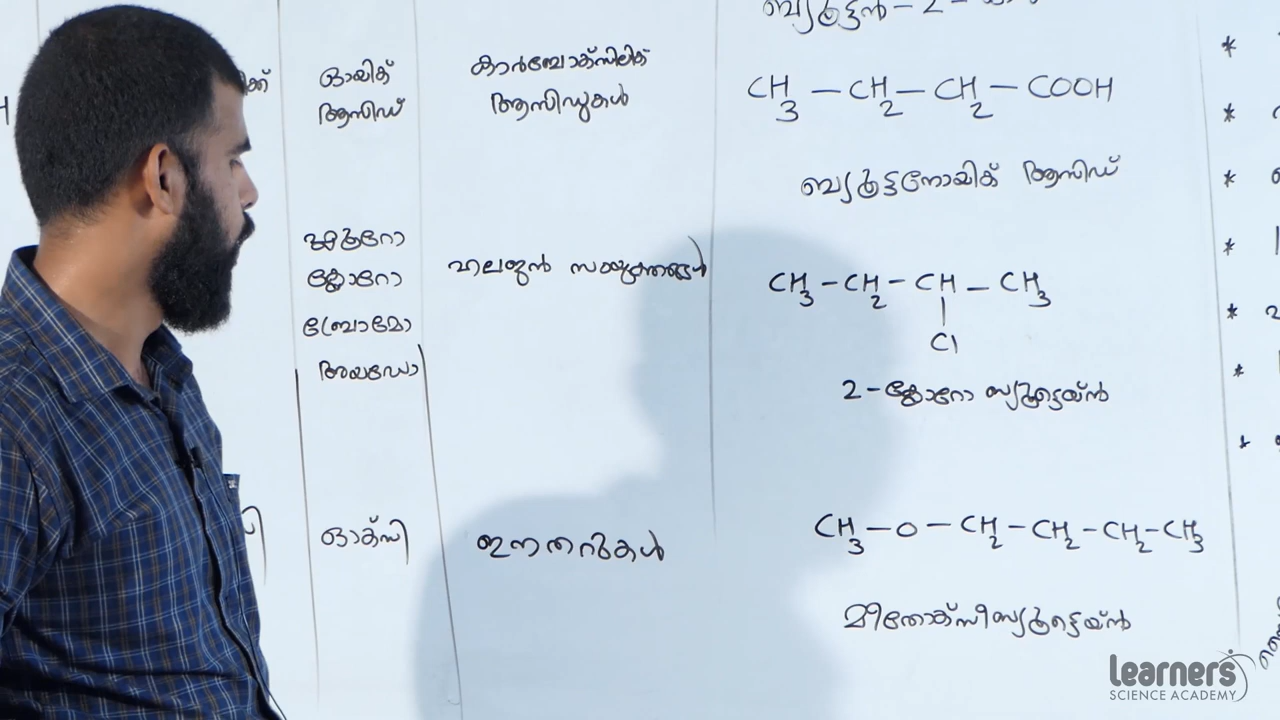 ഓയിക്
ആസിഡ്
കാർബോക്സിലിക്
ആസിഡുകൾ
CH3 — CH2 — CH2 — COOH
ബ്യൂട്ടനോയിക് ആസിഡ്
ഫ്ലൂറോ
ക്ലോറോ
ബ്രോമോ
അയഡോ
ഹലജൻ സംയുക്തങ്ങൾ
CH3 – CH2 – CH – CH3
|
Cl
2-ക്ലോറോ ബ്യൂട്ടെയ്ൻ
ഓക്സി
ഈതറുകൾ
CH3 – O – CH2 – CH2 – CH2 – CH3
മീതോക്സീബ്യൂട്ടെയ്ൻ
learners'
SCIENCE ACADEMY